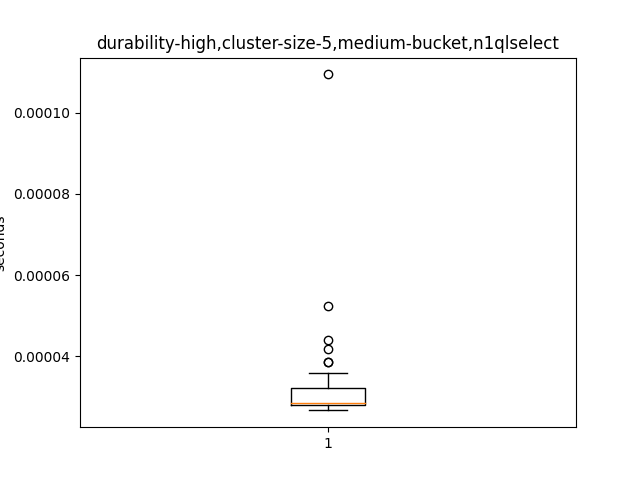 durability-high,cluster-size-5,medium-bucket,n1qlselect
0.00010
0.00008
0.00006
0.00004
seconds
1